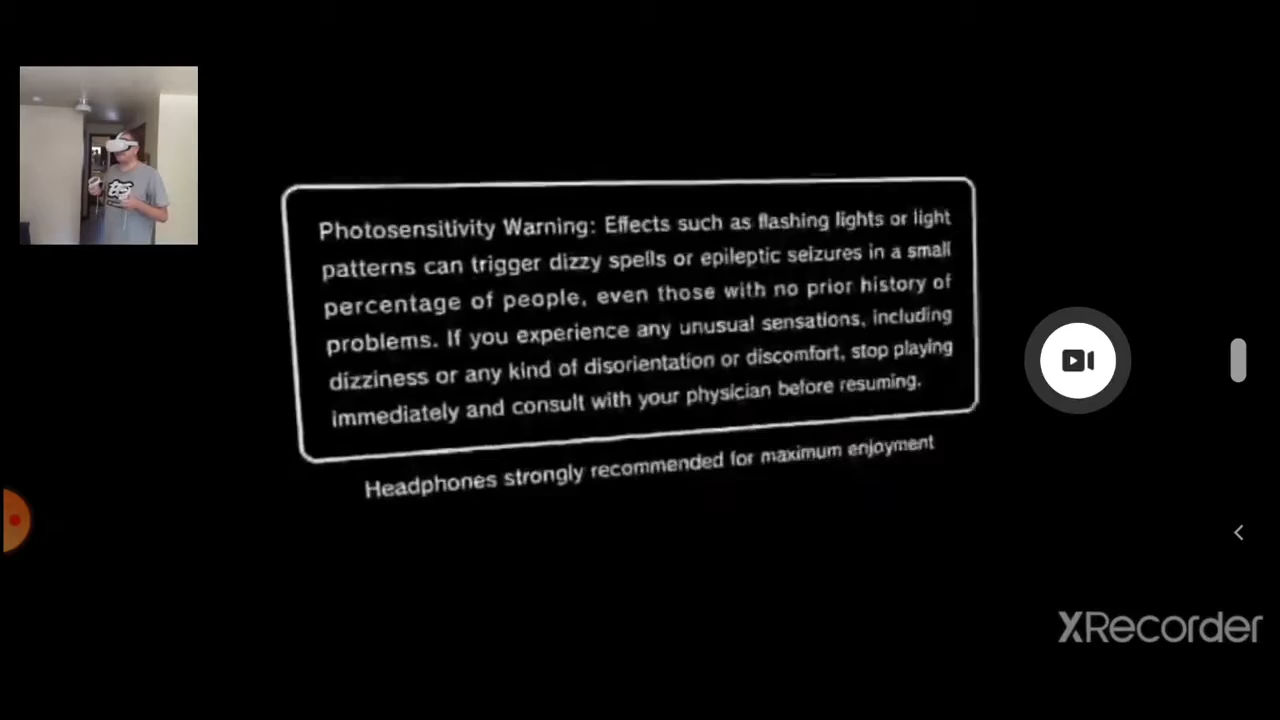 Photosensitivity Warning: Effects such as flashing lights or light
patterns can trigger dizzy spells or epileptic seizures in a small
percentage of people, even those with no prior history of
problems. If you experience any unusual sensations, including
dizziness or any kind of disorientation or discomfort, stop playing
immediately and consult with your physician before resuming.
Headphones strongly recommended for maximum enjoyment
XRecorder